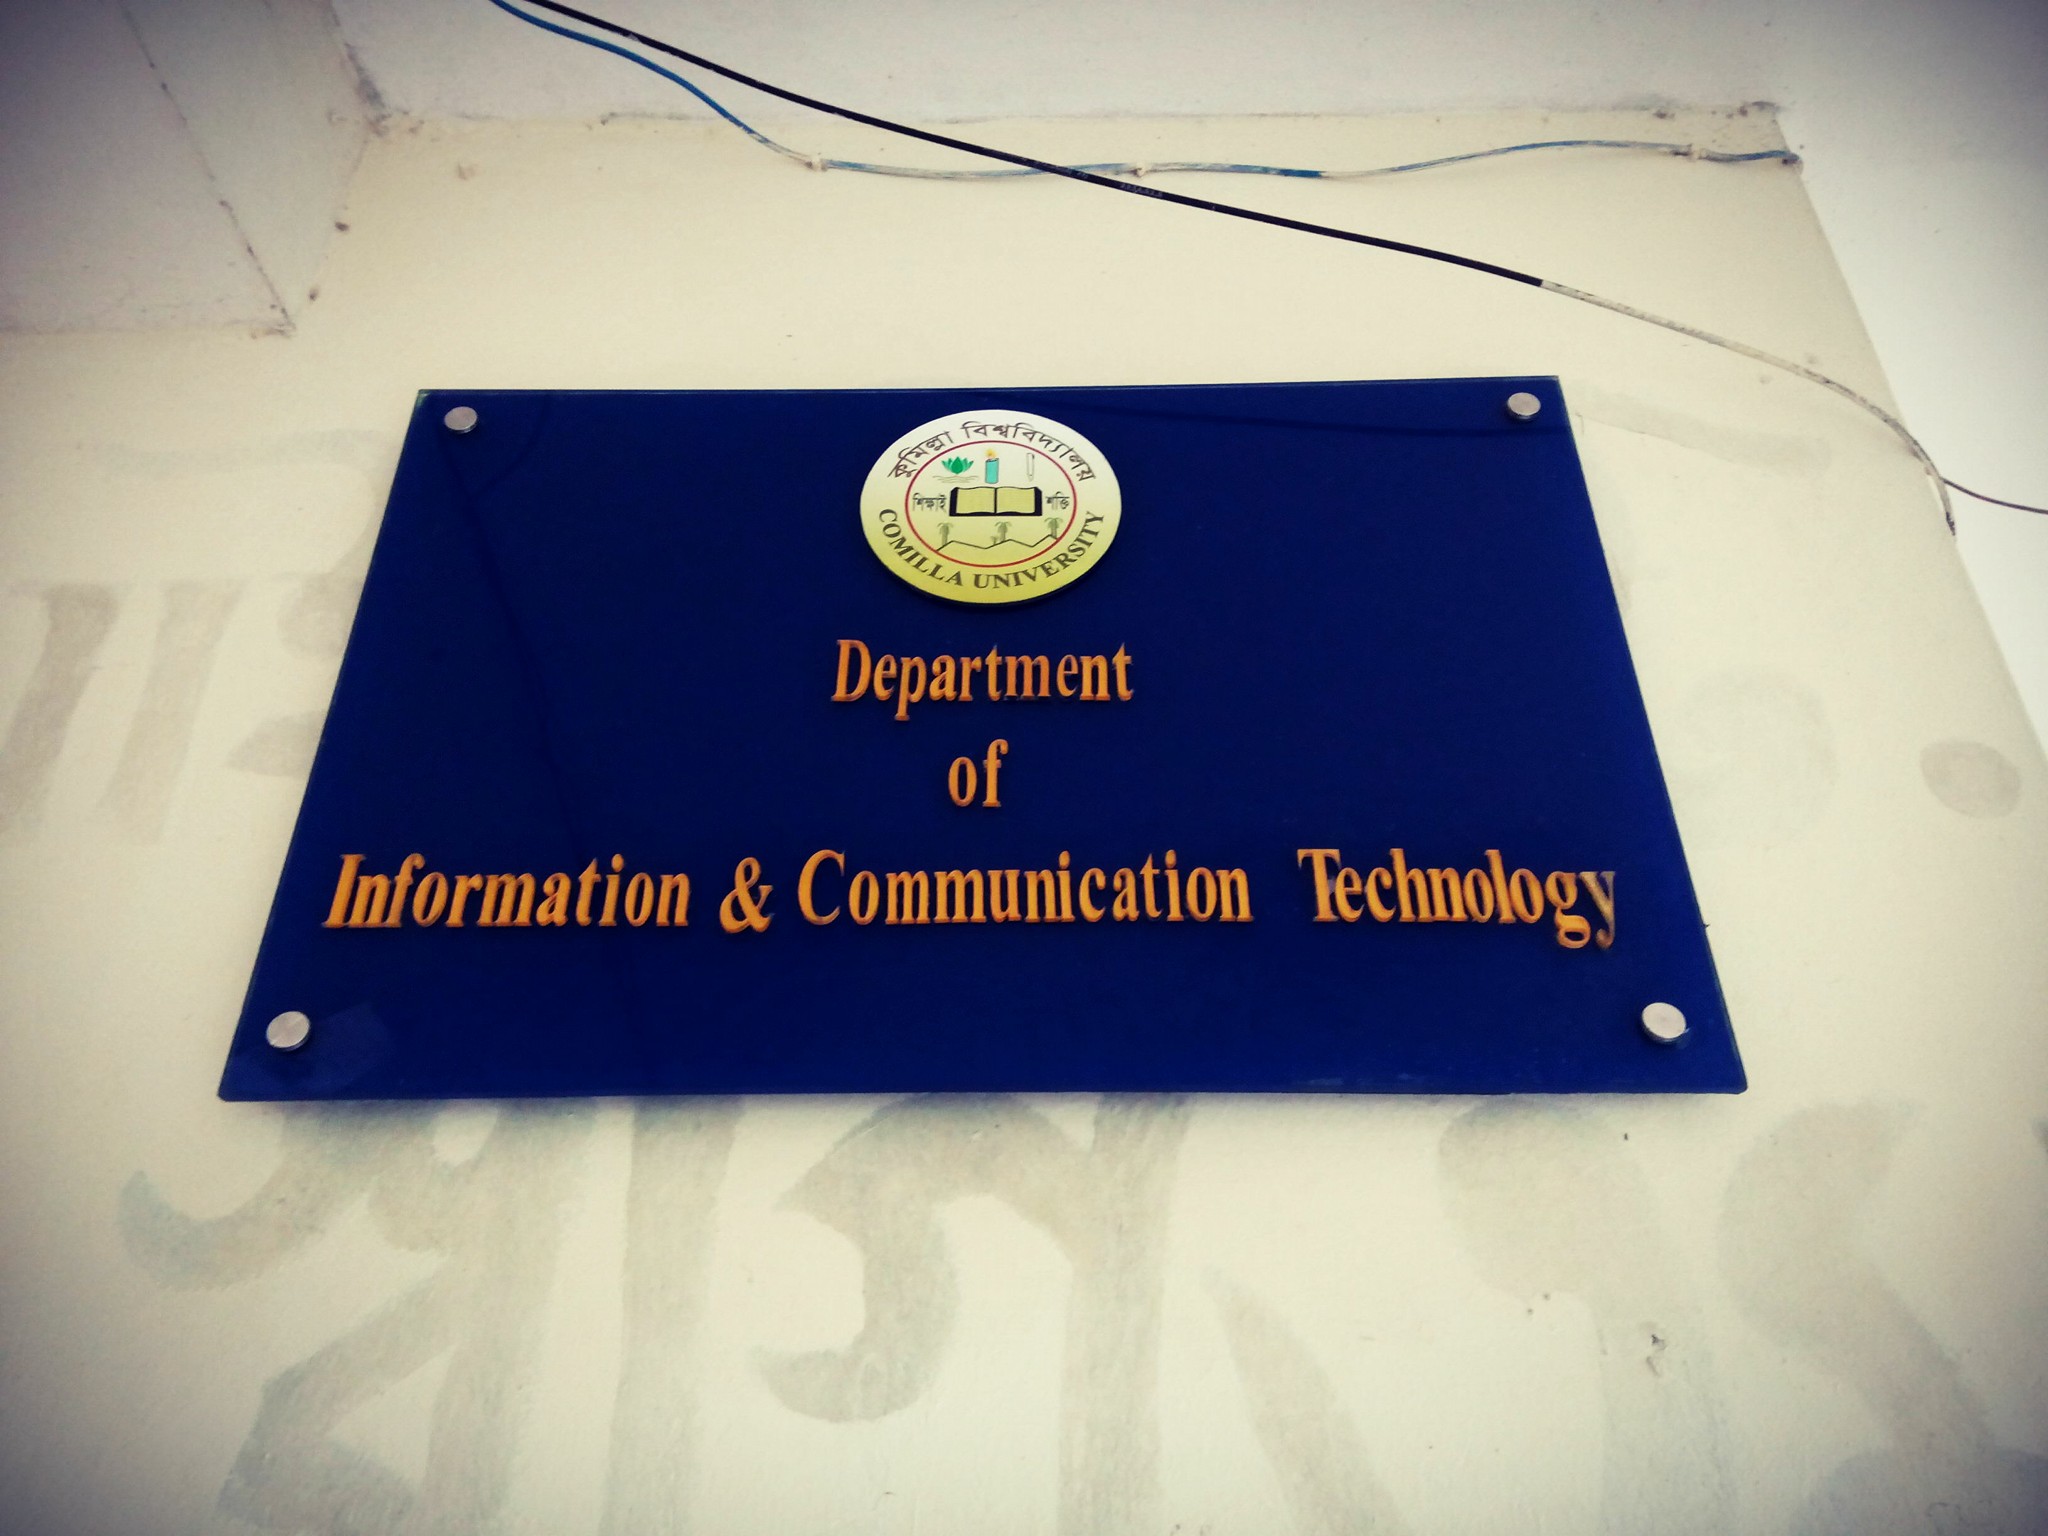 কুমিল্লা বিশ্ববিদ্যালয়
শিক্ষাই শক্তি
COMILLA UNIVERSITY
Department
of
Information & Communication Technology